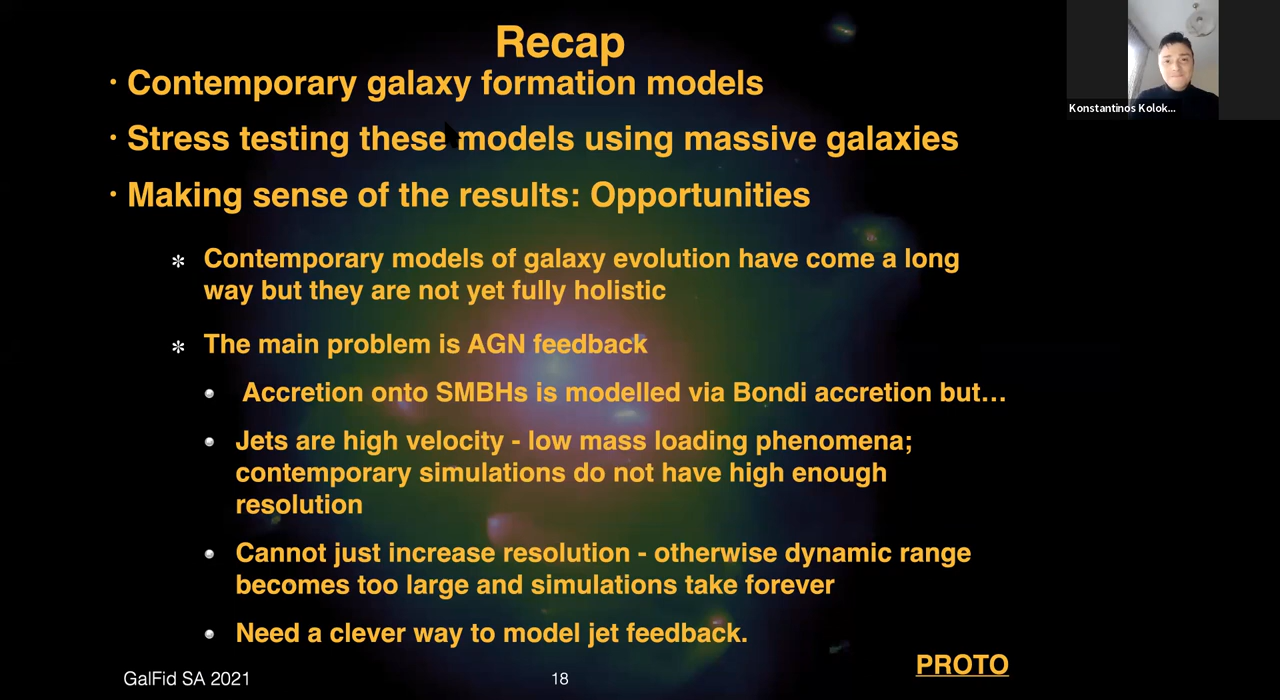 Recap
· Contemporary galaxy formation models
· Stress testing these models using massive galaxies
· Making sense of the results: Opportunities
✻ Contemporary models of galaxy evolution have come a long
way but they are not yet fully holistic
✻ The main problem is AGN feedback
• Accretion onto SMBHs is modelled via Bondi accretion but…
• Jets are high velocity - low mass loading phenomena;
contemporary simulations do not have high enough
resolution
• Cannot just increase resolution - otherwise dynamic range
becomes too large and simulations take forever
• Need a clever way to model jet feedback.
PROTO
GalFid SA 2021
18
Konstantinos Kolok...